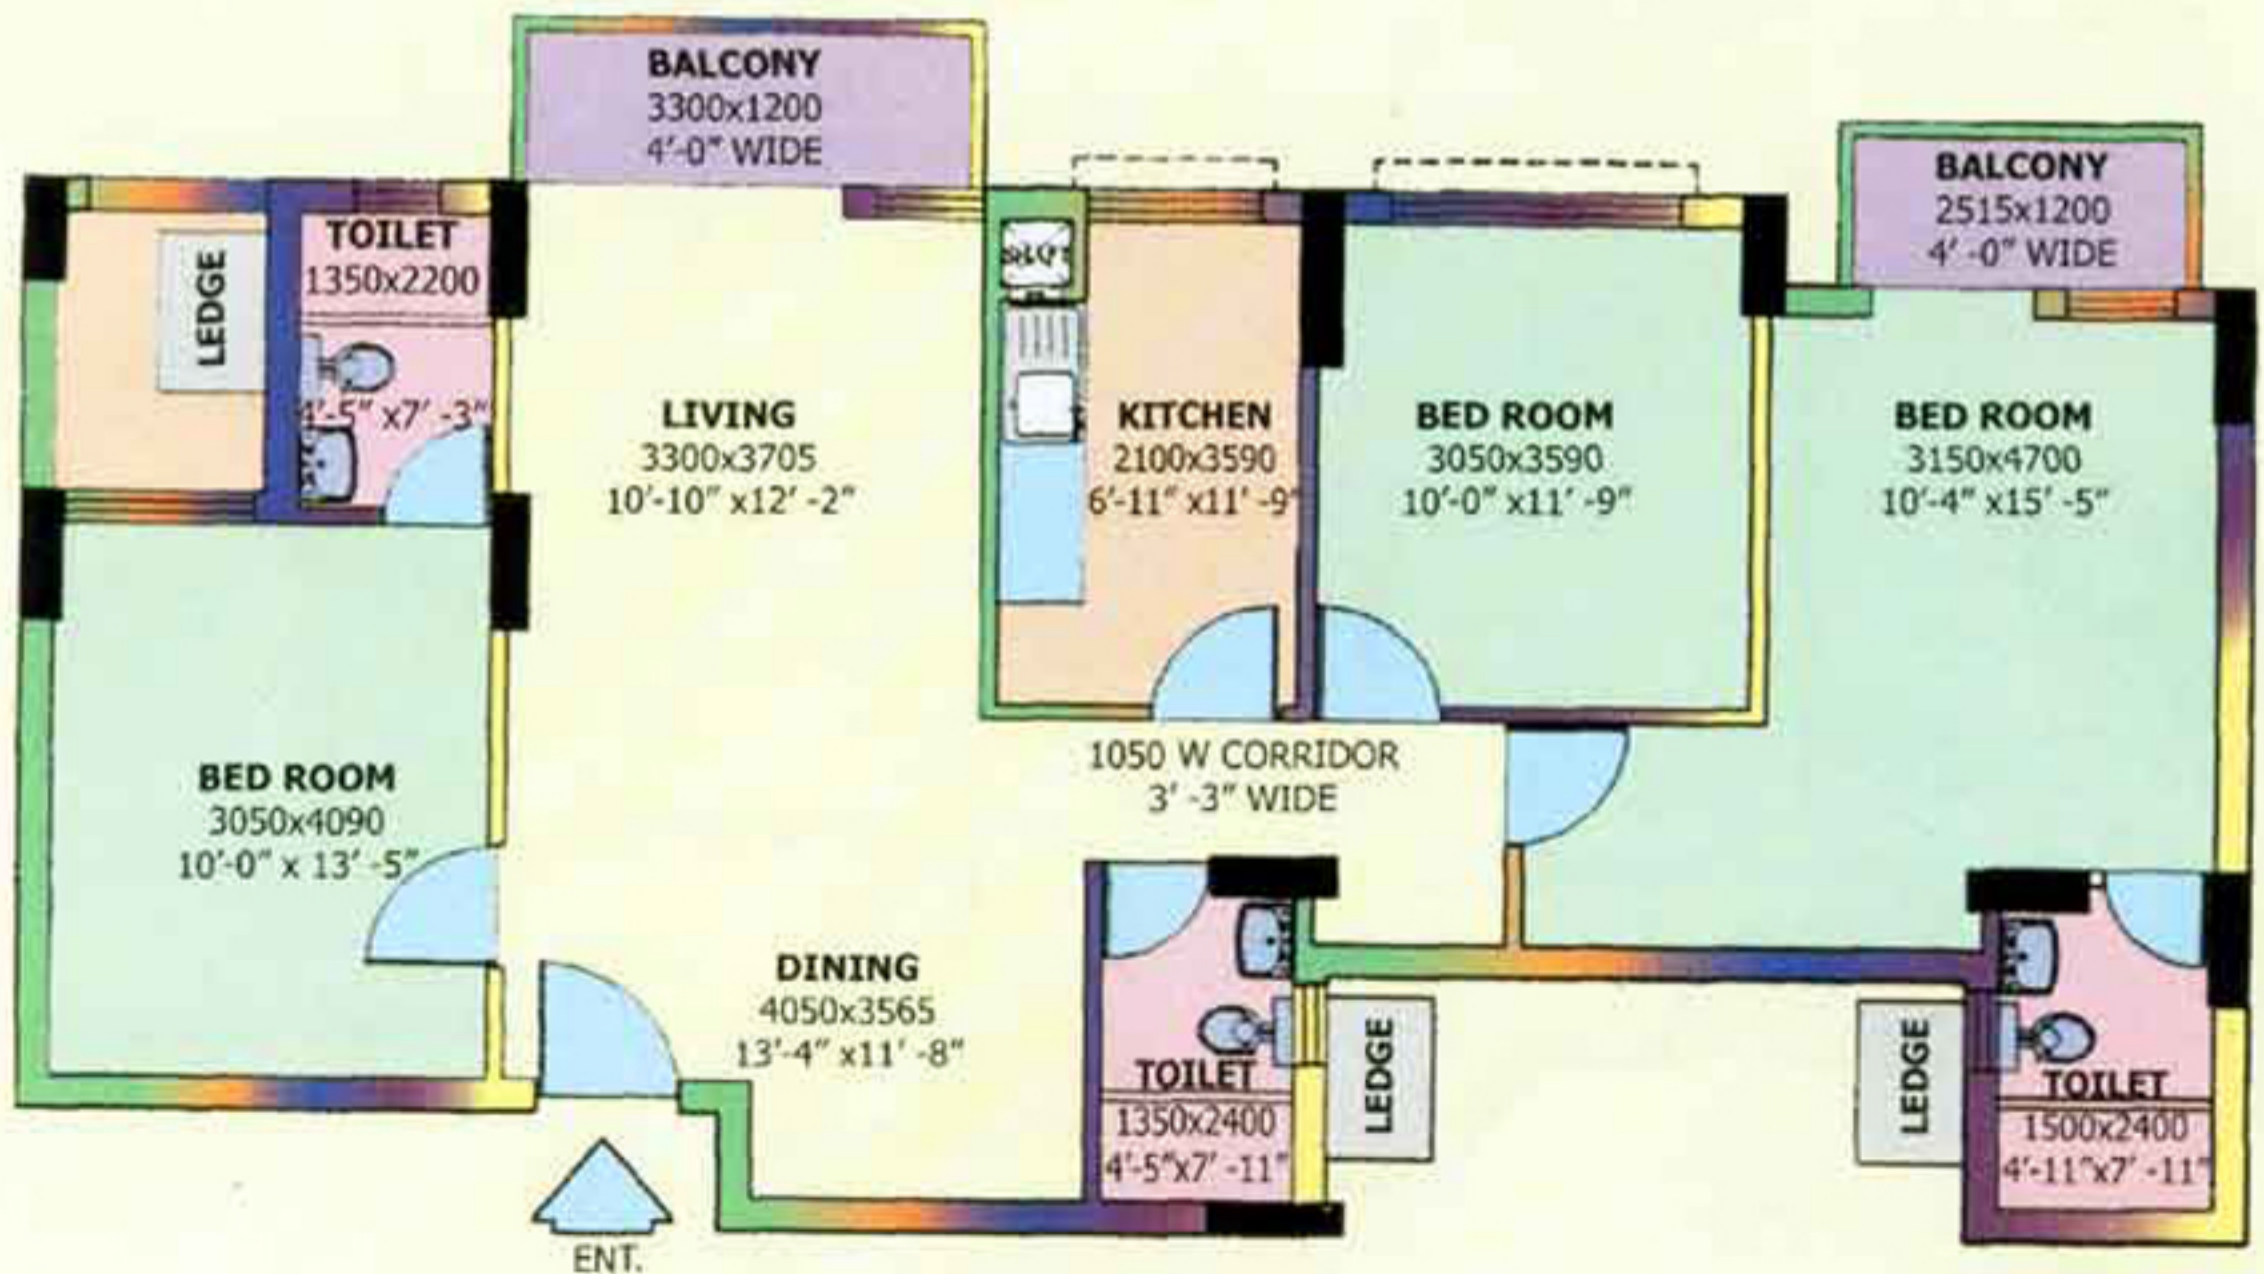 BALCONY
3300x1200
4'-0" WIDE
BALCONY
2515x1200
4' -0" WIDE
TOILET
1350x2200
4'-5" x7' -3"
LEDGE
LIVING
3300x3705
10'-10" x12' -2"
KITCHEN
2100x3590
6'-11" x11' -9"
BED ROOM
3050x3590
10'-0" x11' -9"
BED ROOM
3150x4700
10'-4" x15' -5"
BED ROOM
3050x4090
10'-0" x 13' -5"
1050 W CORRIDOR
3' -3" WIDE
DINING
4050x3565
13'-4" x11' -8"
TOILET
1350x2400
4'-5"x7' -11"
LEDGE
LEDGE
TOILET
1500x2400
4'-11"x7' -11"
ENT.